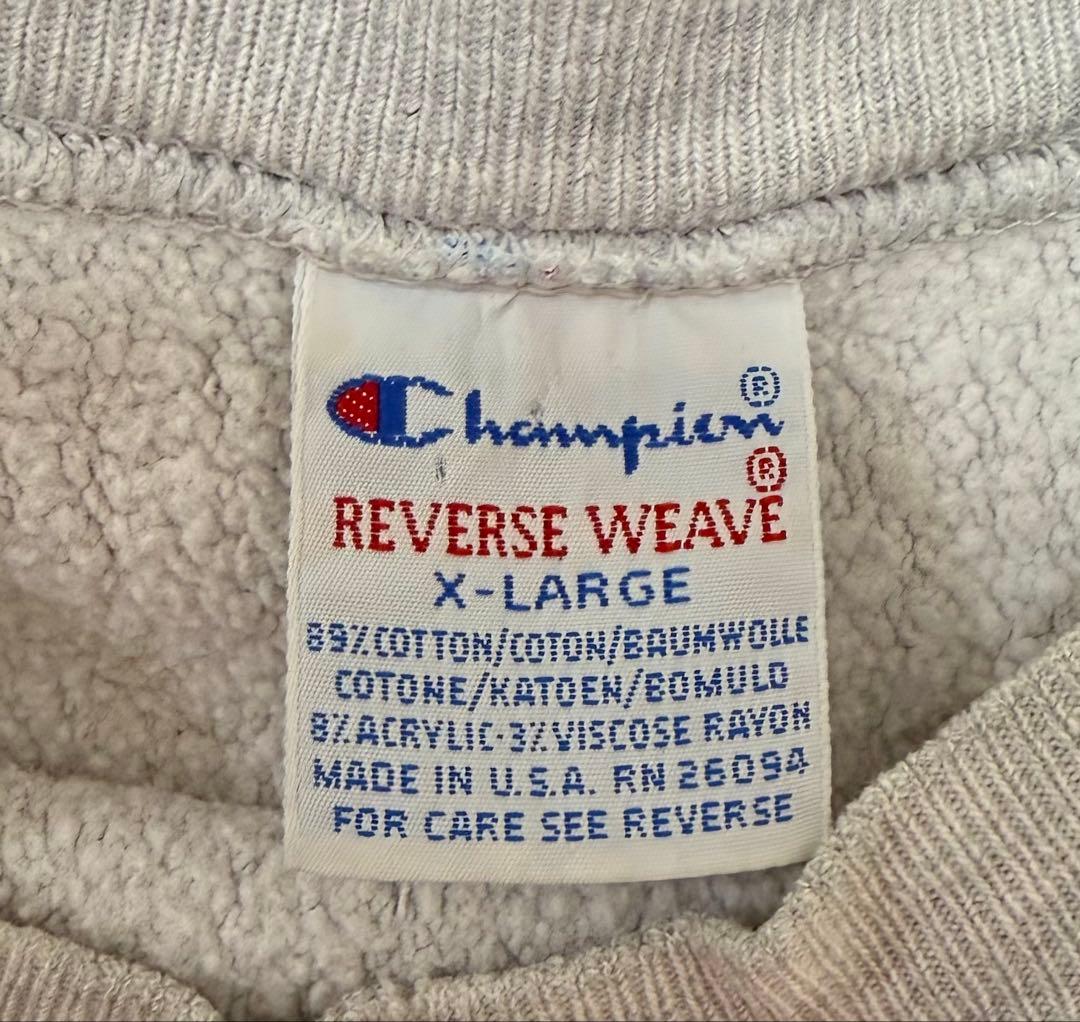 Champion®
REVERSE WEAVE®
X-LARGE
89% COTTON/COTON/BAUMWOLLE
COTONE/KATOEN/BOMULD
8% ACRYLIC·3% VISCOSE RAYON
MADE IN U.S.A. RN 26094
FOR CARE SEE REVERSE